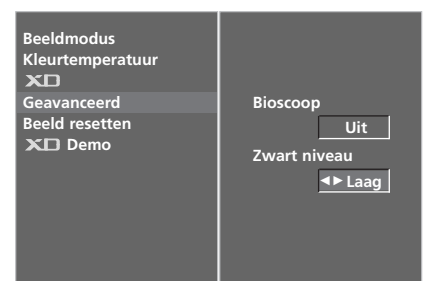 Beeldmodus
Kleurtemperatuur
XD
Geavanceerd
Beeld resetten
XD Demo
Bioscoop
Uit
Zwart niveau
◄► Laag